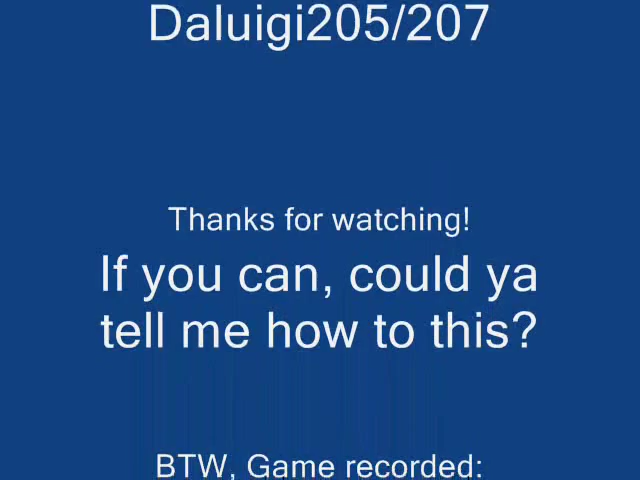 Daluigi205/207
Thanks for watching!
If you can, could ya
tell me how to this?
BTW, Game recorded: